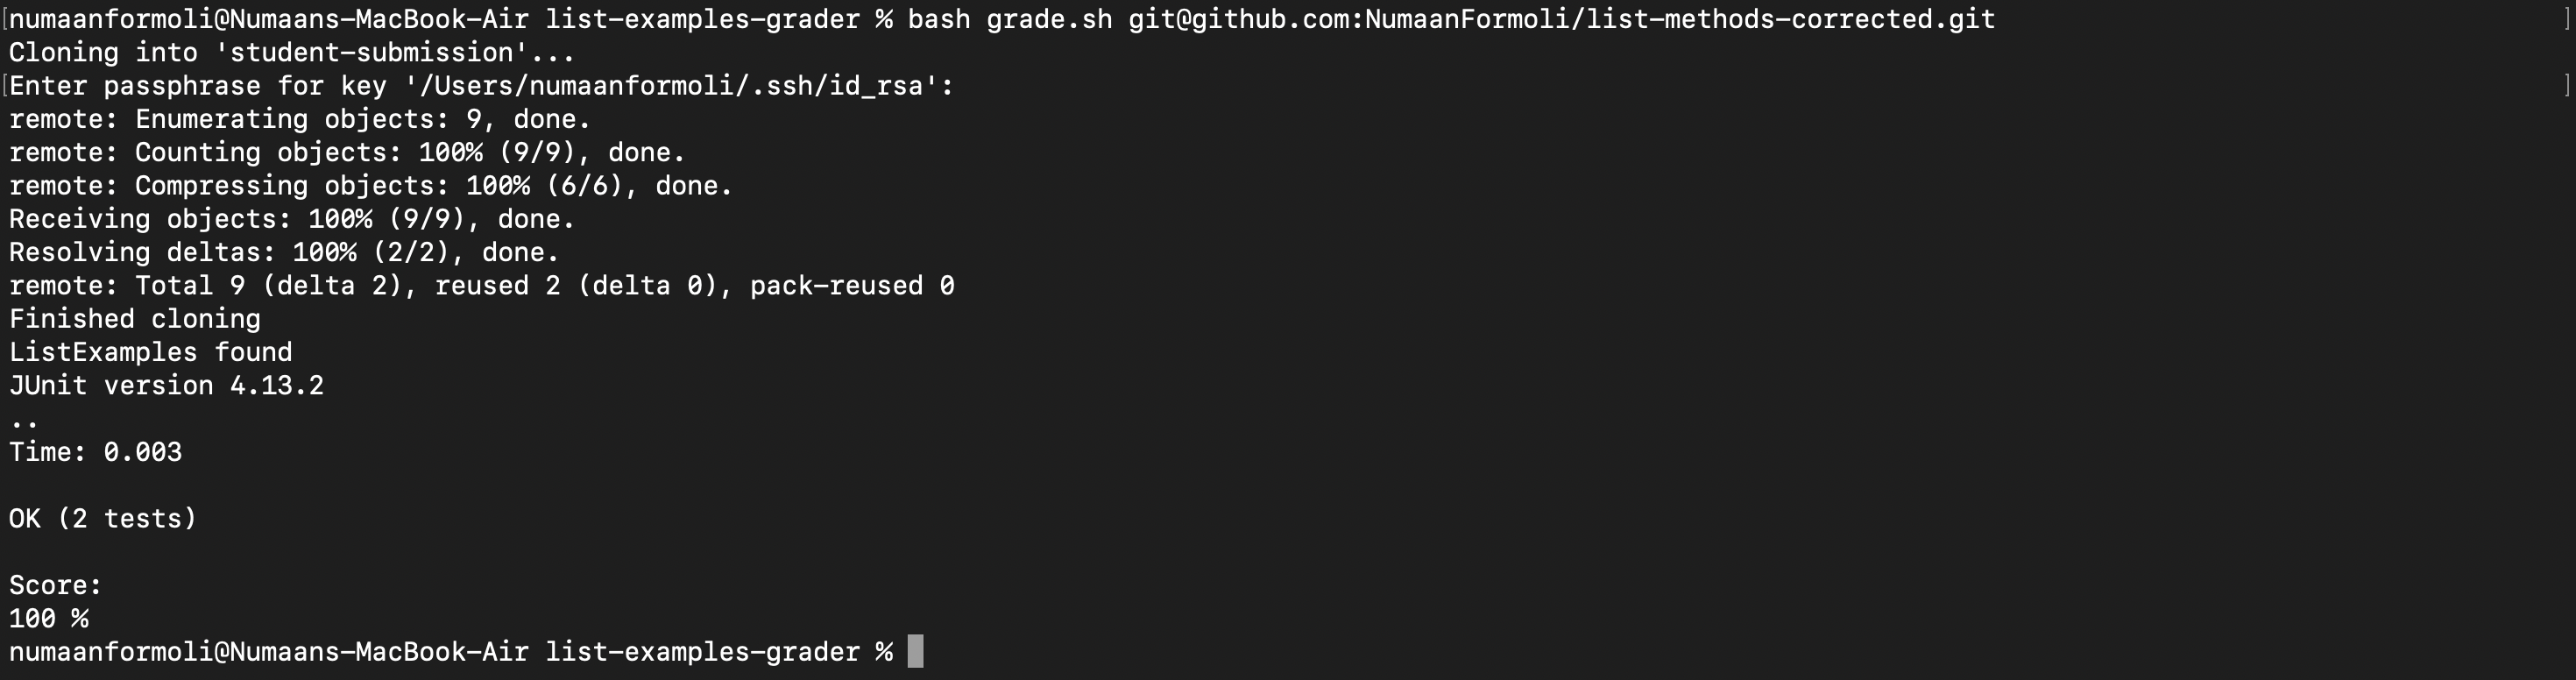 [numaanformoli@Numaans-MacBook-Air list-examples-grader % bash grade.sh git@github.com:NumaanFormoli/list-methods-corrected.git ]
Cloning into 'student-submission'...
[Enter passphrase for key '/Users/numaanformoli/.ssh/id_rsa': ]
remote: Enumerating objects: 9, done.
remote: Counting objects: 100% (9/9), done.
remote: Compressing objects: 100% (6/6), done.
Receiving objects: 100% (9/9), done.
Resolving deltas: 100% (2/2), done.
remote: Total 9 (delta 2), reused 2 (delta 0), pack-reused 0
Finished cloning
ListExamples found
JUnit version 4.13.2
..
Time: 0.003
OK (2 tests)
Score:
100 %
numaanformoli@Numaans-MacBook-Air list-examples-grader %